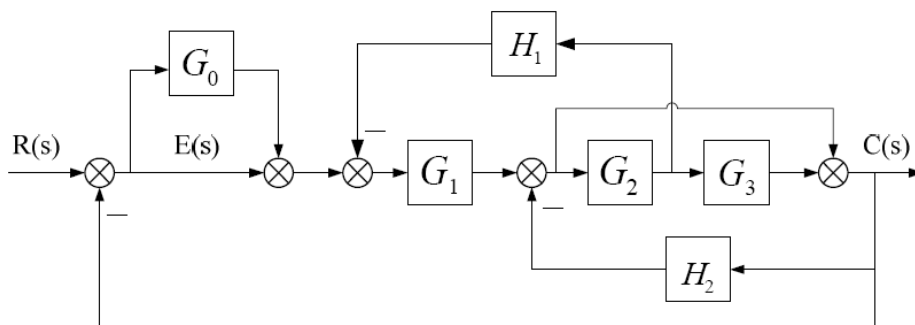 H₁
G₀
R(s)
E(s)
C(s)
—
G₁
G₂
G₃
—
—
H₂